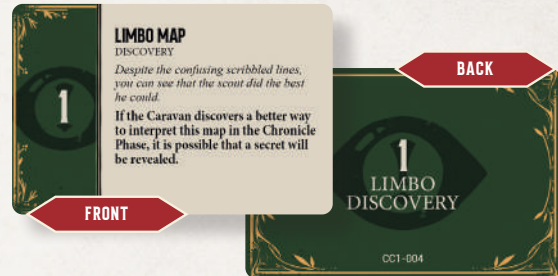 LIMBO MAP
DISCOVERY
Despite the confusing scribbled lines,
you can see that the scout did the best
he could.
If the Caravan discovers a better way
to interpret this map in the Chronicle
Phase, it is possible that a secret will
be revealed.
1
FRONT
BACK
1
LIMBO
DISCOVERY
CC1-004